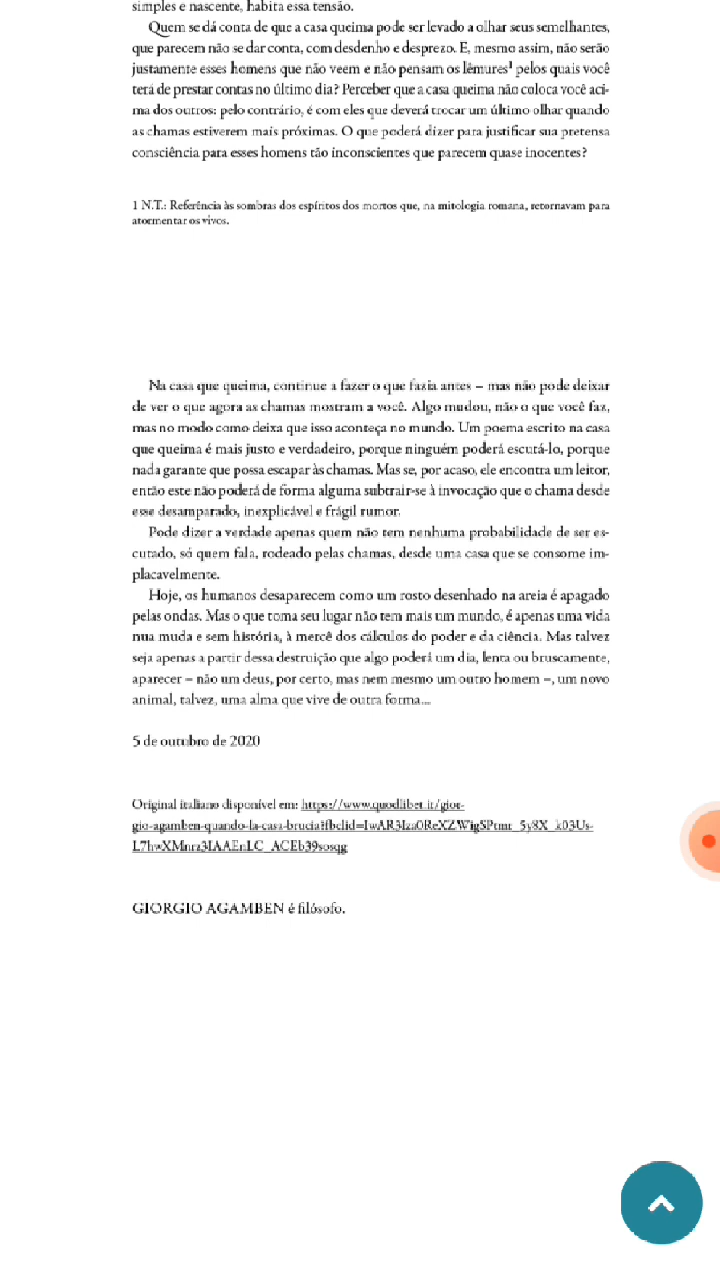 simples e nascente, habita essa tensão.
Quem se dá conta de que a casa queima pode ser levado a olhar seus semelhantes,
que parecem não se dar conta, com desdenho e desprezo. E, mesmo assim, não serão
justamente esses homens que não veem e não pensam os lêmures¹ pelos quais você
terá de prestar contas no último dia? Perceber que a casa queima não coloca você aci-
ma dos outros: pelo contrário, é com eles que deverá trocar um último olhar quando
as chamas estiverem mais próximas. O que poderá dizer para justificar sua pretensa
consciência para esses homens tão inconscientes que parecem quase inocentes?
1 N.T.: Referência às sombras dos espíritos dos mortos que, na mitologia romana, retornavam para
atormentar os vivos.
Na casa que queima, continue a fazer o que fazia antes – mas não pode deixar
de ver o que agora as chamas mostram a você. Algo mudou, não o que você faz,
mas no modo como deixa que isso aconteça no mundo. Um poema escrito na casa
que queima é mais justo e verdadeiro, porque ninguém poderá escutá-lo, porque
nada garante que possa escapar às chamas. Mas se, por acaso, ele encontra um leitor,
então este não poderá de forma alguma subtrair-se à invocação que o chama desde
esse desamparado, inexplicável e frágil rumor.
Pode dizer a verdade apenas quem não tem nenhuma probabilidade de ser es-
cutado, só quem fala, rodeado pelas chamas, desde uma casa que se consome im-
placavelmente.
Hoje, os humanos desaparecem como um rosto desenhado na areia é apagado
pelas ondas. Mas o que toma seu lugar não tem mais um mundo, é apenas uma vida
nua muda e sem história, à mercê dos cálculos do poder e da ciência. Mas talvez
seja apenas a partir dessa destruição que algo poderá um dia, lenta ou bruscamente,
aparecer – não um deus, por certo, mas nem mesmo um outro homem –, um novo
animal, talvez, uma alma que vive de outra forma...
5 de outubro de 2020
Original italiano disponível em: https://www.quodlibet.it/gior-
gio-agamben-quando-la-casa-brucia?fbclid=
GIORGIO AGAMBEN é filósofo.